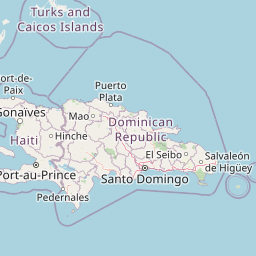 Turks and
Caicos Islands
Port-de-
Paix
Puerto
Plata
Gonaïves
Mao
Dominican
Republic
Hinche
Haiti
El Seibo
Salvaleón
de Higüey
Port-au-Prince
Santo Domingo
Pedernales